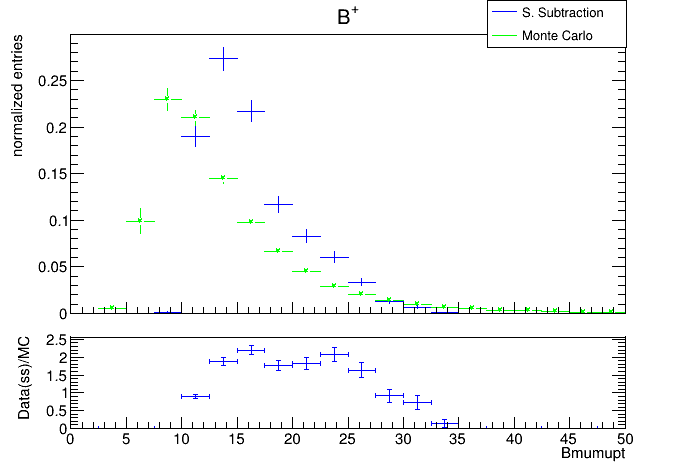 B+
S. Subtraction
Monte Carlo
normalized entries
0.25
0.2
0.15
0.1
0.05
0
Data(ss)/MC
2.5
2
1.5
1
0.5
0
0 5 10 15 20 25 30 35 40 45 50
Bmumupt